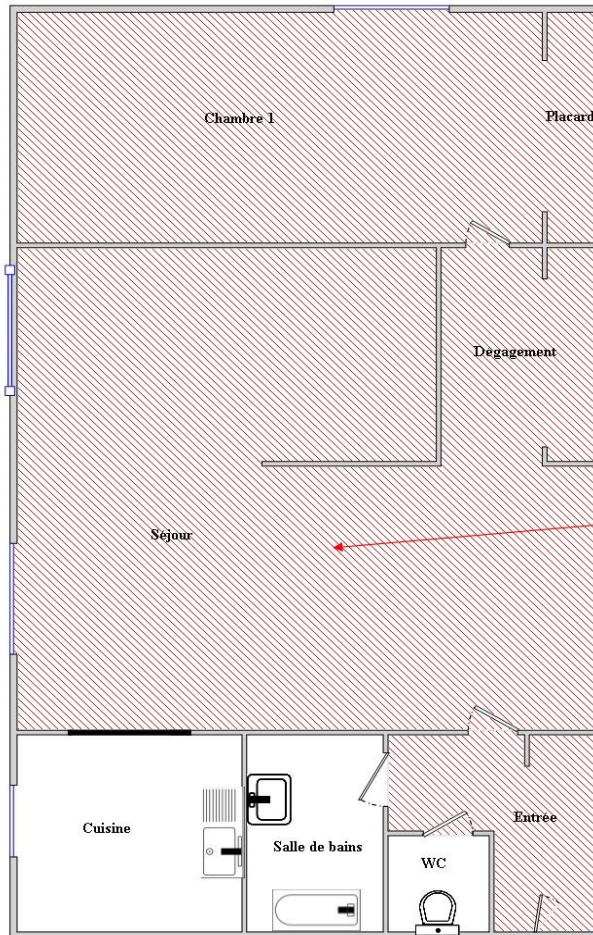 Chambre 1
Placard
Dégagement
Séjour
Entrée
Cuisine
Salle de bains
WC